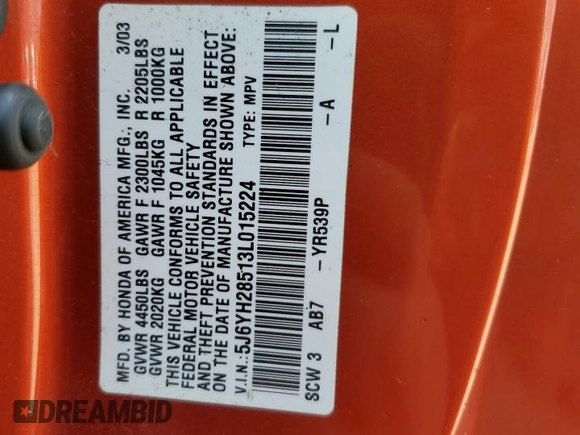 MFD. BY HONDA OF AMERICA MFG., INC. 3/03
GVWR 4450LBS GAWR F 2300LBS R 2205LBS
GVWR 2020KG GAWR F 1045KG R 1000KG
THIS VEHICLE CONFORMS TO ALL APPLICABLE
FEDERAL MOTOR VEHICLE SAFETY
AND THEFT PREVENTION STANDARDS IN EFFECT
ON THE DATE OF MANUFACTURE SHOWN ABOVE:
V.I.N.:5J6YH28513L015224 TYPE: MPV
SCW 3 AB7 -YR539P -A -L
DREAMBID